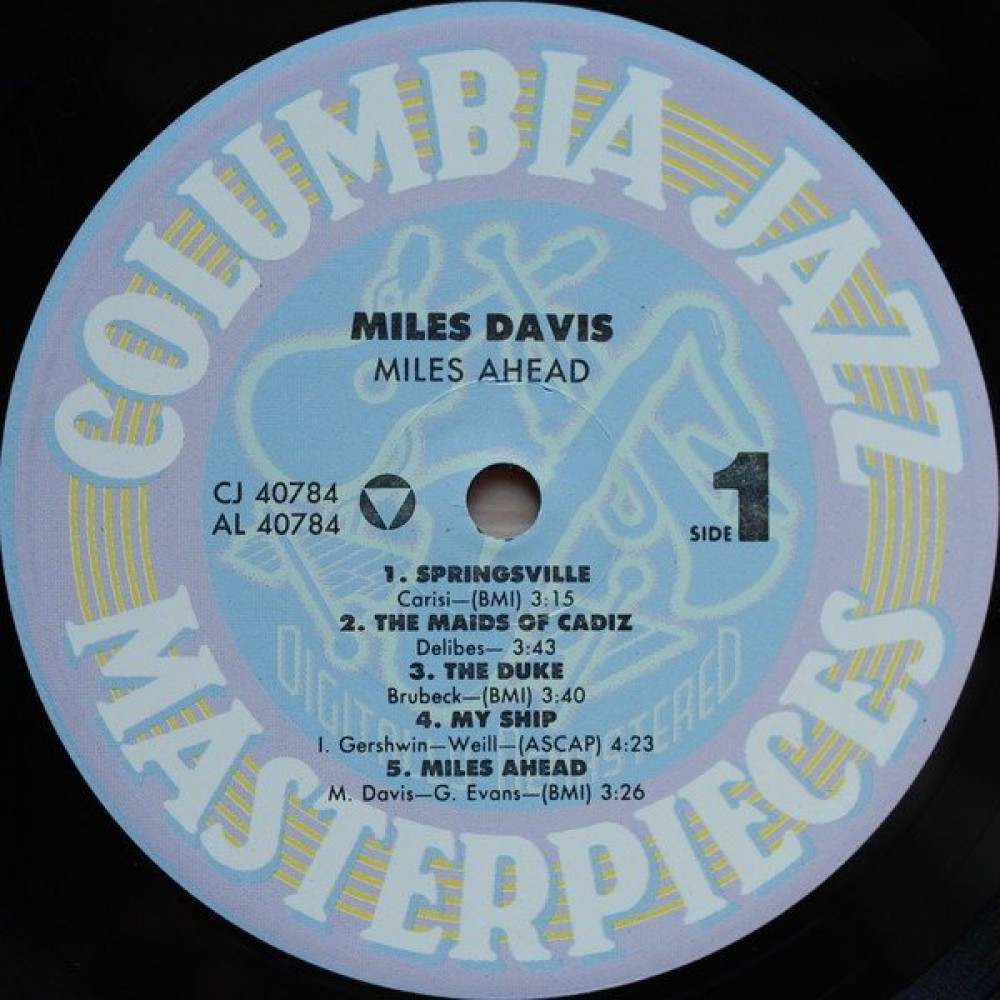 COLUMBIA JAZZ
MILES DAVIS
MILES AHEAD
CJ 40784
AL 40784
SIDE 1
1. SPRINGSVILLE
Carisi—(BMI) 3:15
2. THE MAIDS OF CADIZ
Delibes— 3:43
3. THE DUKE
Brubeck—(BMI) 3:40
4. MY SHIP
I. Gershwin—Weill—(ASCAP) 4:23
5. MILES AHEAD
M. Davis—G. Evans—(BMI) 3:26
MASTERPIECES